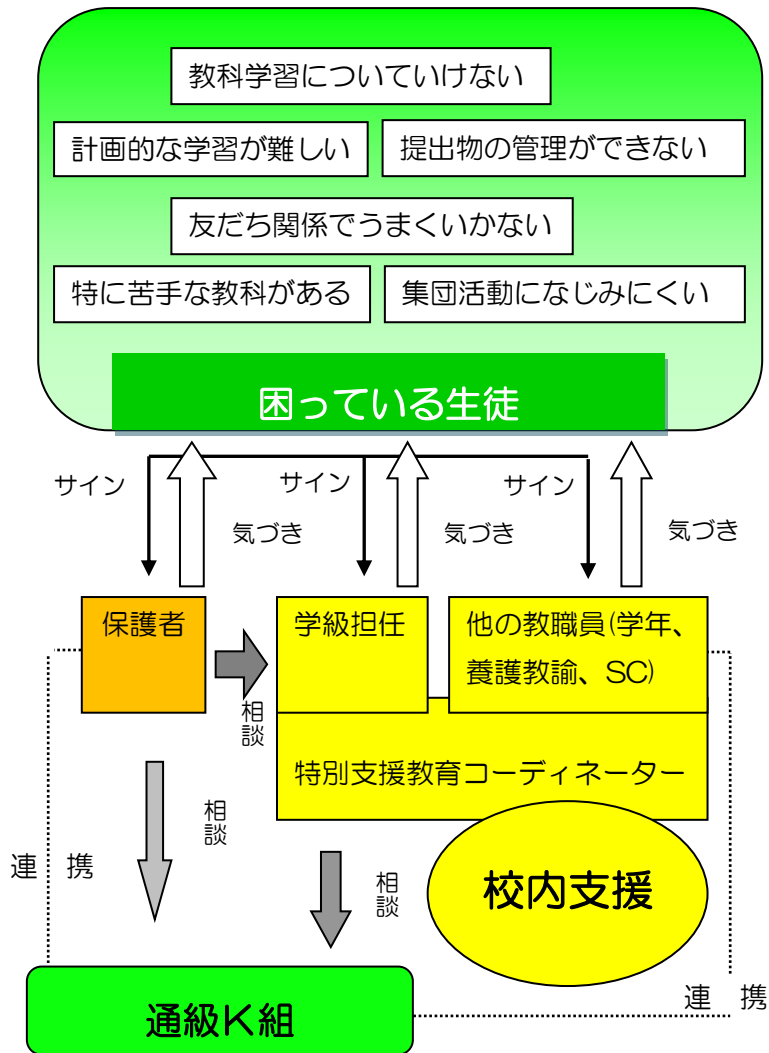 教科学習についていけない
計画的な学習が難しい
提出物の管理ができない
友だち関係でうまくいかない
特に苦手な教科がある
集団活動になじみにくい
困っている生徒
サイン
サイン
サイン
気づき
気づき
気づき
保護者
学級担任
他の教職員(学年、
養護教諭、SC)
相談
特別支援教育コーディネーター
相談
連　携
相談
校内支援
連　携
通級K組